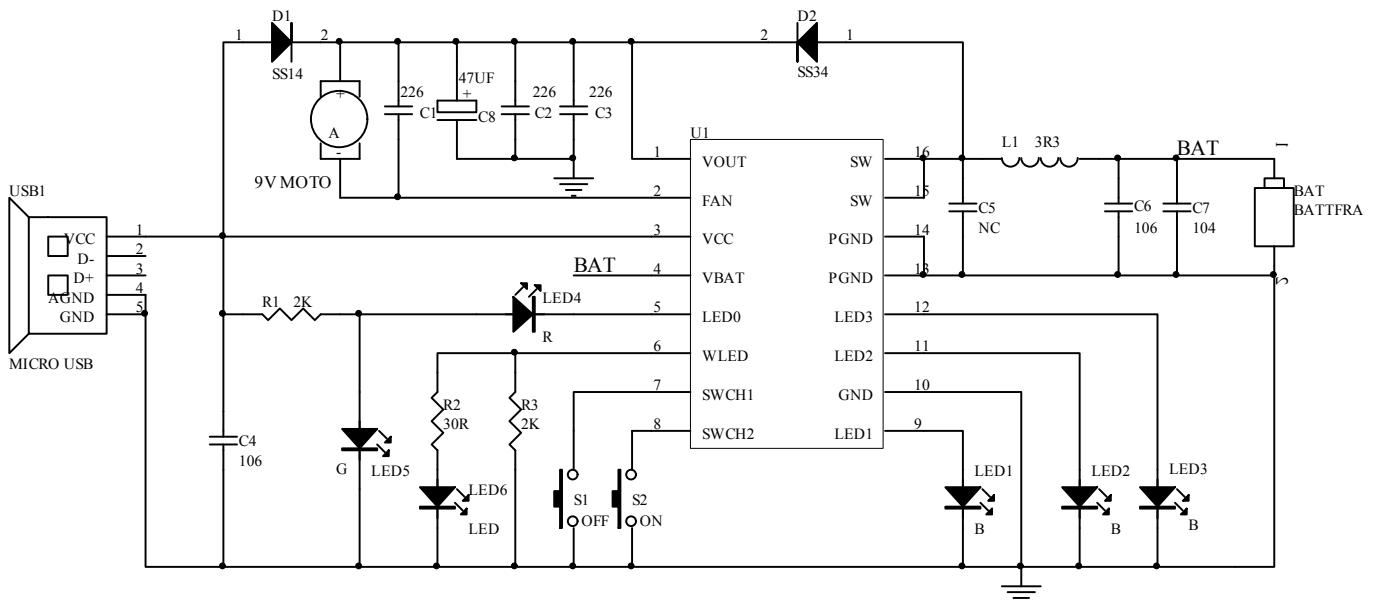 D1
1
2
SS14
D2
2
1
SS34
+
A
-
9V MOTO
226
C1
47UF
+
C8
226
C2
226
C3
U1
1 VOUT
2 FAN
3 VCC
4 VBAT
5 LED0
6 WLED
7 SWCH1
8 SWCH2
SW 16
SW 15
PGND 14
PGND 13
LED3 12
LED2 11
GND 10
LED1 9
L1 3R3
BAT
1
BAT
BATTFRA
2
C5
NC
C6
106
C7
104
USB1
VCC 1
D- 2
D+ 3
AGND 4
GND 5
MICRO USB
BAT
R1 2K
LED4
R
C4
106
G
LED5
R2
30R
R3
2K
LED6
LED
S1
OFF
S2
ON
LED1
B
LED2
B
LED3
B